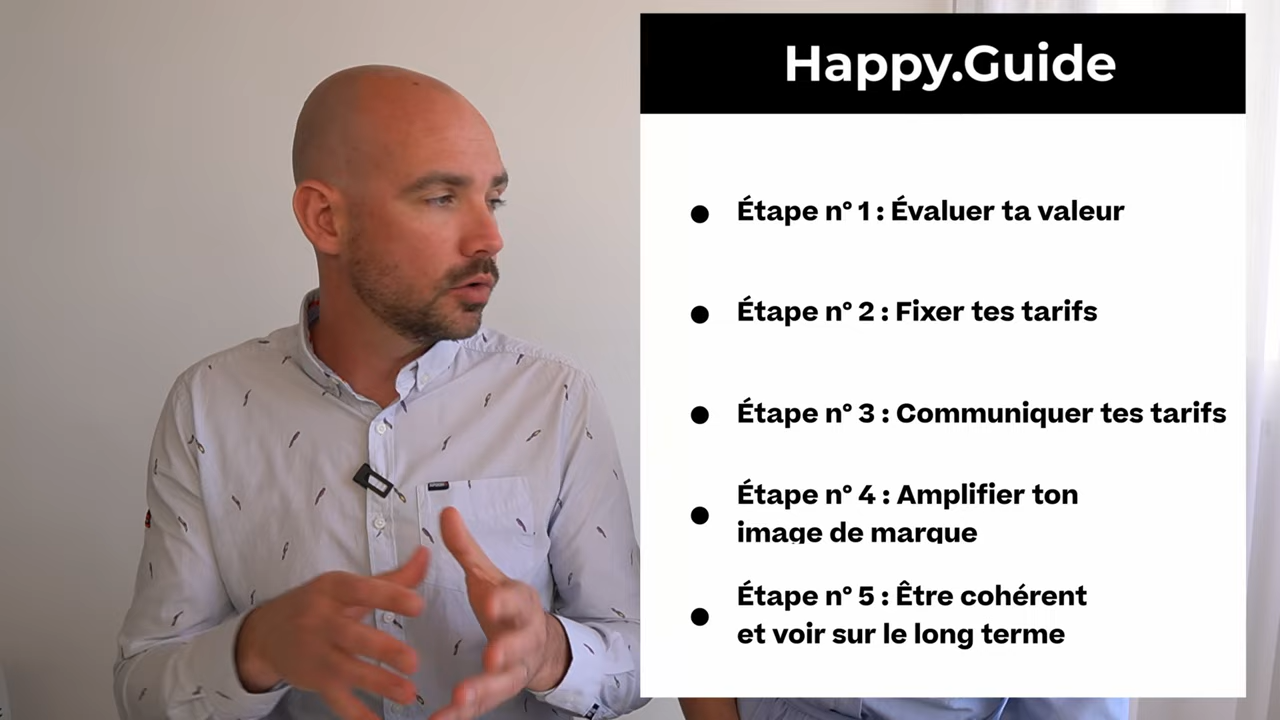 Happy.Guide
Étape n° 1 : Évaluer ta valeur
Étape n° 2 : Fixer tes tarifs
Étape n° 3 : Communiquer tes tarifs
Étape n° 4 : Amplifier ton
image de marque
Étape n° 5 : Être cohérent
et voir sur le long terme